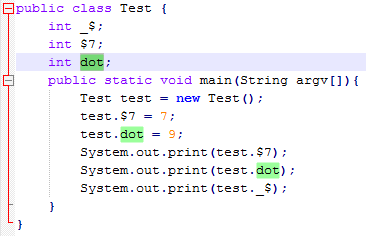 public class Test {
int _$;
int $7;
int dot;
public static void main(String argv[]){
Test test = new Test();
test.$7 = 7;
test.dot = 9;
System.out.print(test.$7);
System.out.print(test.dot);
System.out.print(test._$);
}
}